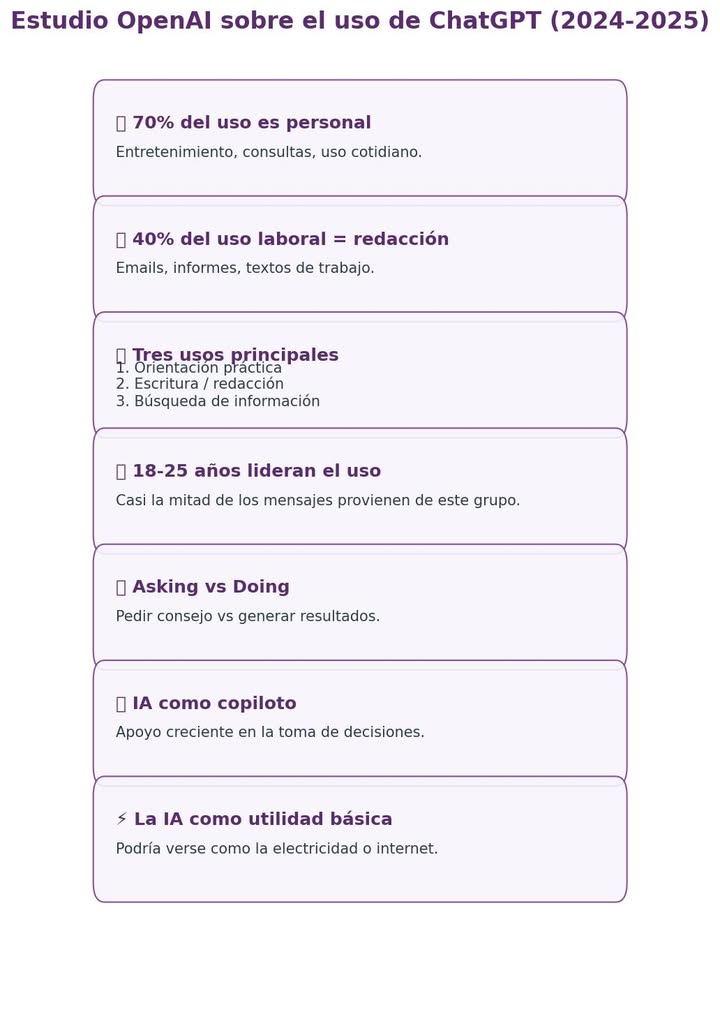 Estudio OpenAI sobre el uso de ChatGPT (2024-2025)
70% del uso es personal
Entretenimiento, consultas, uso cotidiano.
40% del uso laboral = redacción
Emails, informes, textos de trabajo.
Tres usos principales
1. Orientación práctica
2. Escritura / redacción
3. Búsqueda de información
18-25 años lideran el uso
Casi la mitad de los mensajes provienen de este grupo.
Asking vs Doing
Pedir consejo vs generar resultados.
IA como copiloto
Apoyo creciente en la toma de decisiones.
⚡ La IA como utilidad básica
Podría verse como la electricidad o internet.